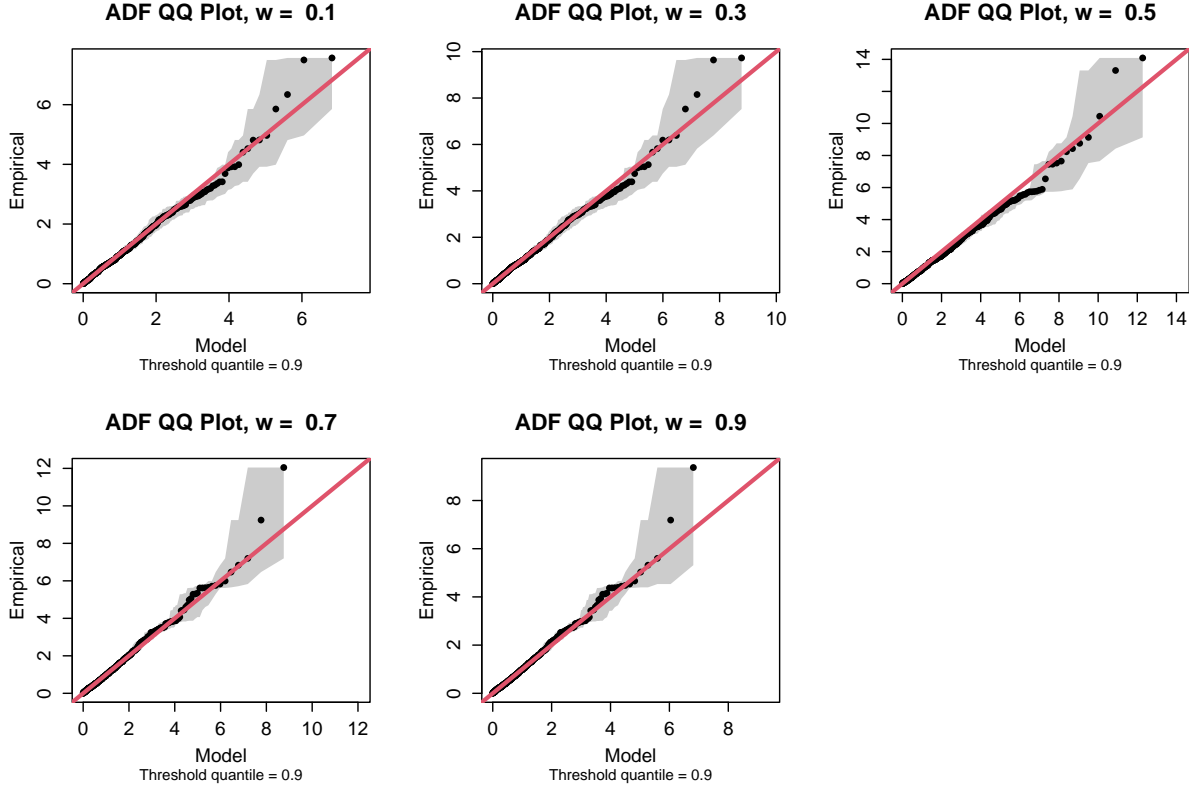 ADF QQ Plot, w =  0.1
Empirical
0 2 4 6
0 2 4 6
Model
Threshold quantile = 0.9
ADF QQ Plot, w =  0.3
Empirical
0 2 4 6 8 10
0 2 4 6 8 10
Model
Threshold quantile = 0.9
ADF QQ Plot, w =  0.5
Empirical
0 2 4 6 8 10 14
0 2 4 6 8 10 12 14
Model
Threshold quantile = 0.9
ADF QQ Plot, w =  0.7
Empirical
0 2 4 6 8 10 12
0 2 4 6 8 10 12
Model
Threshold quantile = 0.9
ADF QQ Plot, w =  0.9
Empirical
0 2 4 6 8
0 2 4 6 8
Model
Threshold quantile = 0.9